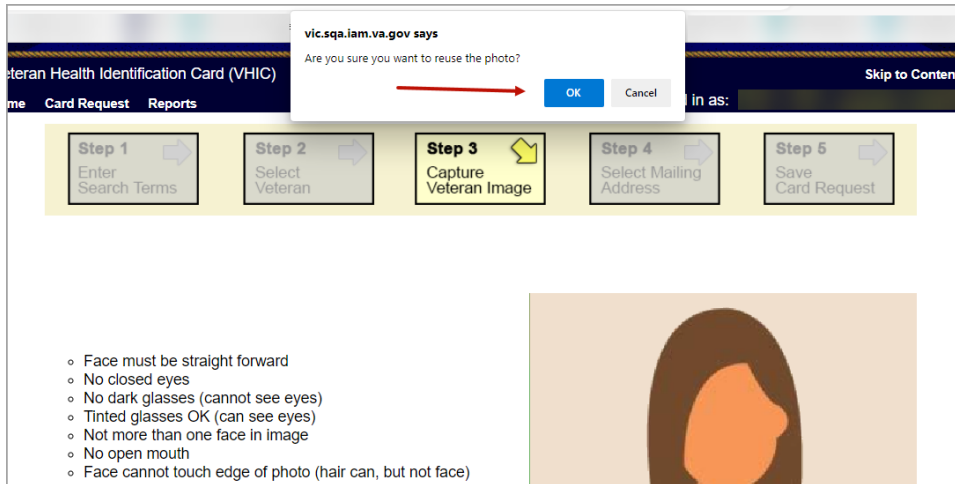 vic.sqa.iam.va.gov says
Are you sure you want to reuse the photo?
OK Cancel
eteran Health Identification Card (VHIC)
Skip to Conten
me Card Request Reports
in as:
Step 1
Enter
Search Terms
Step 2
Select
Veteran
Step 3
Capture
Veteran Image
Step 4
Select Mailing
Address
Step 5
Save
Card Request
Face must be straight forward
No closed eyes
No dark glasses (cannot see eyes)
Tinted glasses OK (can see eyes)
Not more than one face in image
No open mouth
Face cannot touch edge of photo (hair can, but not face)